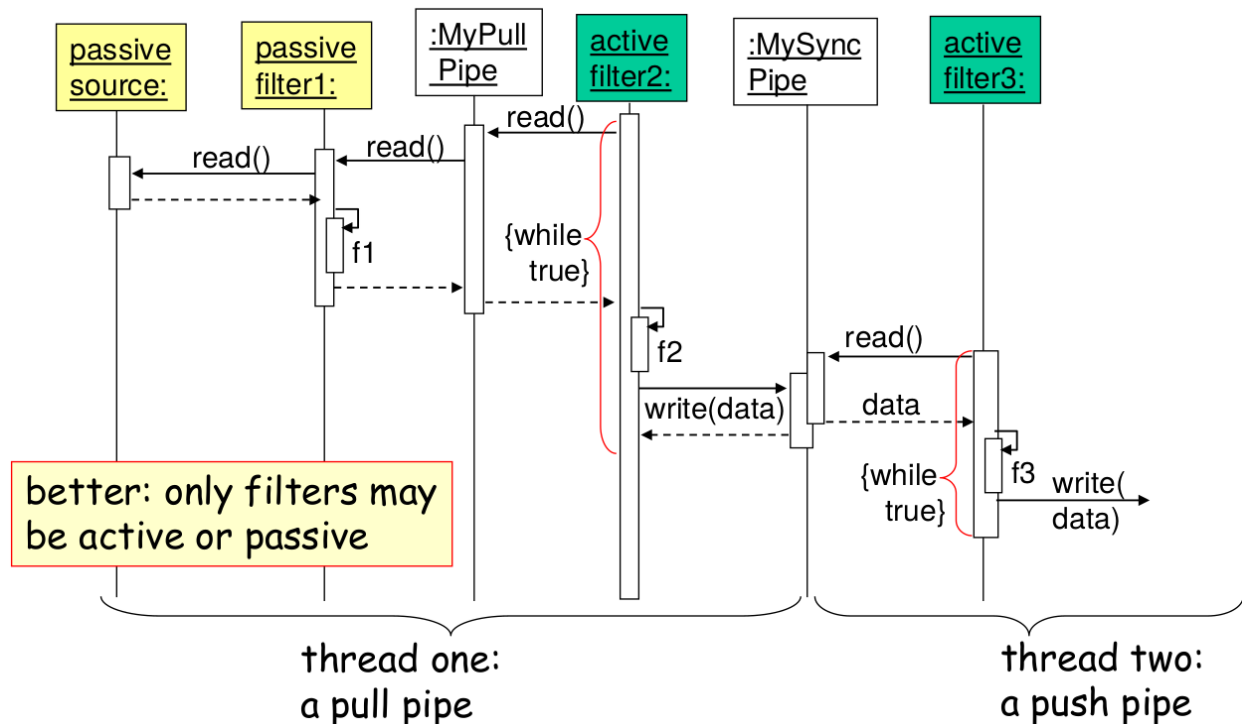 passive
source:
passive
filter1:
:MyPull
Pipe
active
filter2:
:MySync
Pipe
active
filter3:
read()
read()
read()
f1
{while
true}
f2
read()
write(data)
data
{while
true}
f3
write(
data)
better: only filters may
be active or passive
thread one:
a pull pipe
thread two:
a push pipe